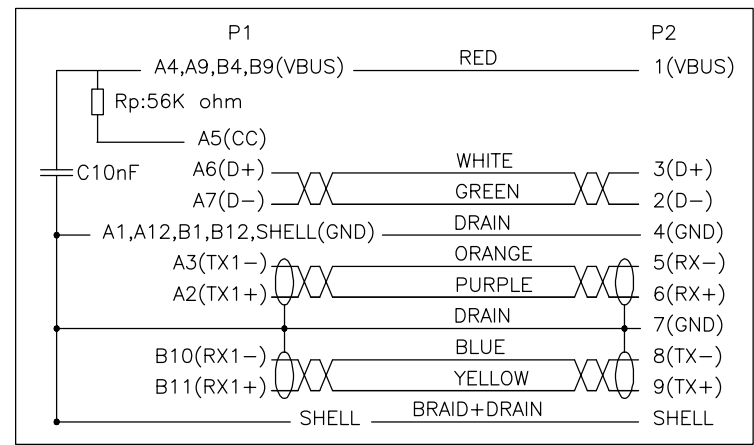 P1 P2
A4,A9,B4,B9(VBUS) RED 1(VBUS)
Rp:56K ohm
A5(CC)
C10nF A6(D+) WHITE 3(D+)
A7(D−) GREEN 2(D−)
A1,A12,B1,B12,SHELL(GND) DRAIN 4(GND)
A3(TX1−) ORANGE 5(RX−)
A2(TX1+) PURPLE 6(RX+)
DRAIN 7(GND)
B10(RX1−) BLUE 8(TX−)
B11(RX1+) YELLOW 9(TX+)
SHELL BRAID+DRAIN SHELL